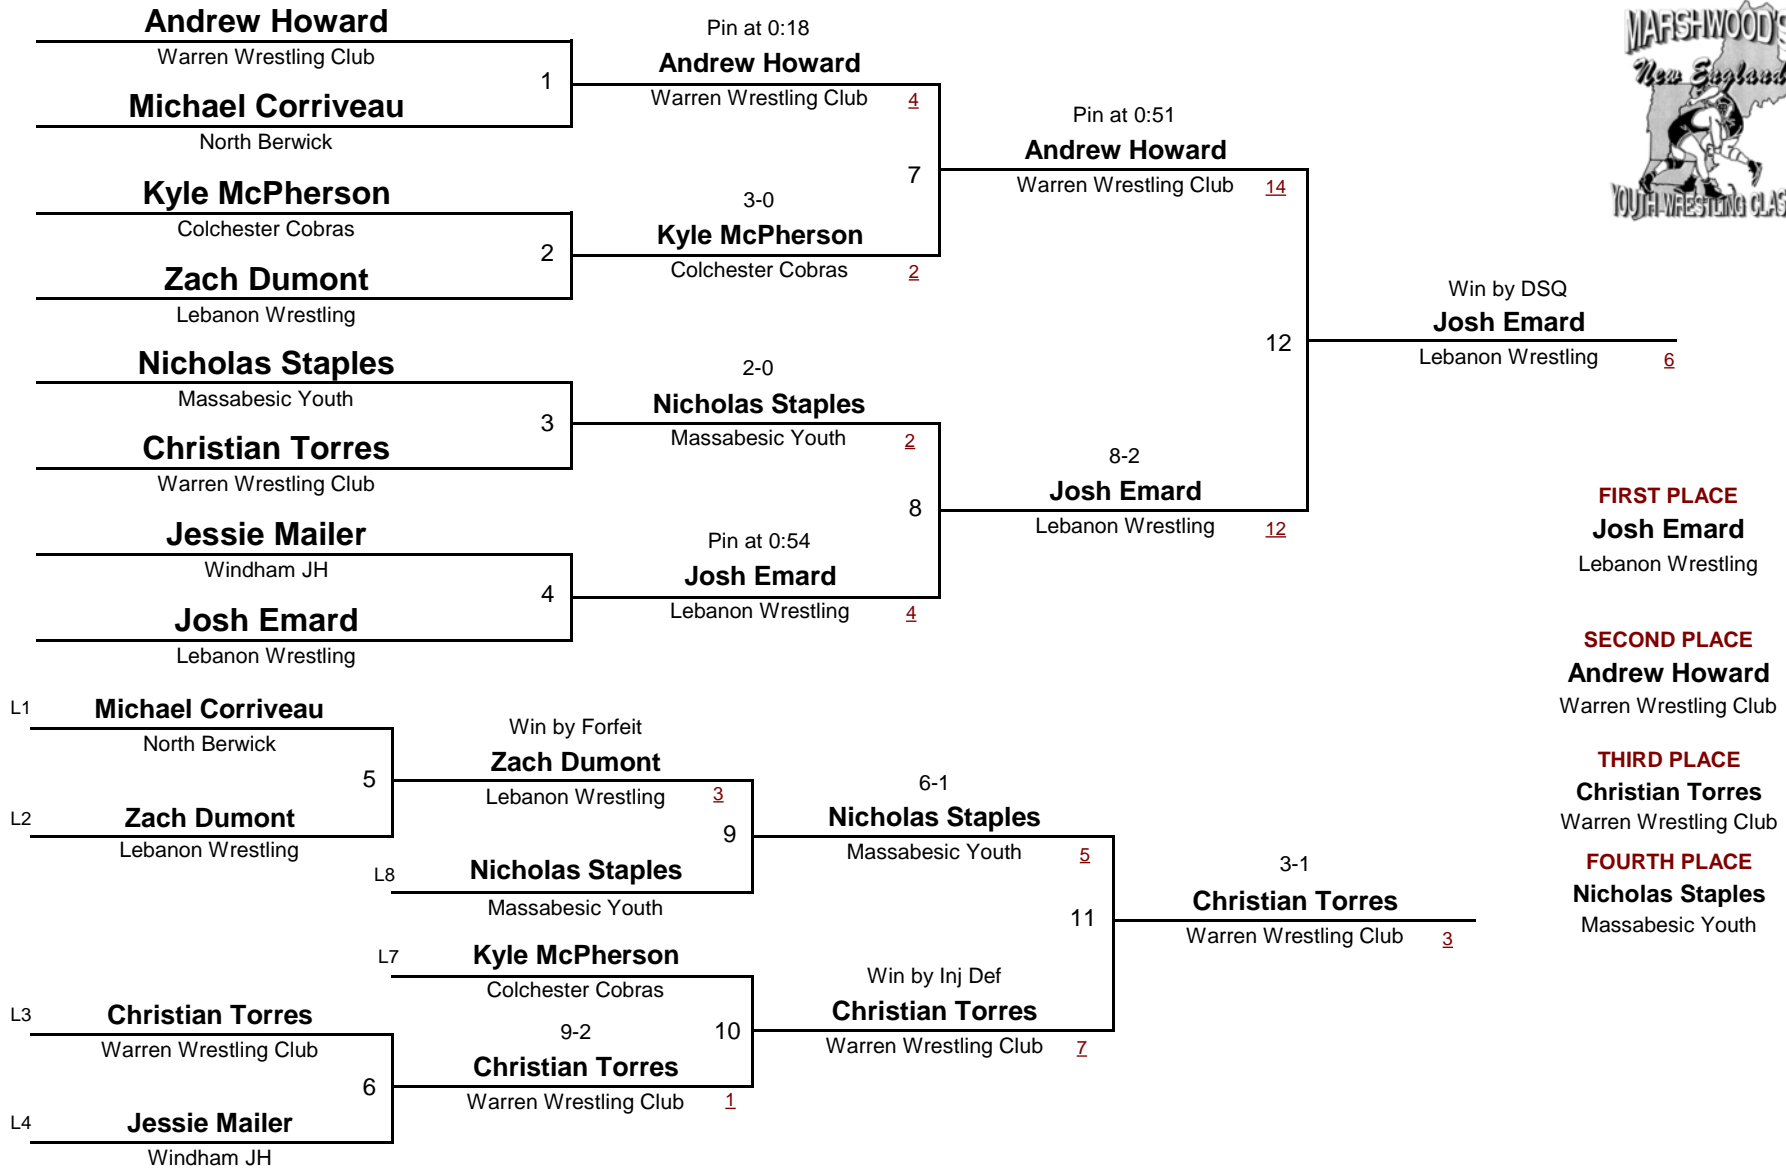 Andrew Howard
Warren Wrestling Club
1
Michael Corriveau
North Berwick
Kyle McPherson
Colchester Cobras
2
Zach Dumont
Lebanon Wrestling
Nicholas Staples
Massabesic Youth
3
Christian Torres
Warren Wrestling Club
Jessie Mailer
Windham JH
4
Josh Emard
Lebanon Wrestling
Pin at 0:18
Andrew Howard
Warren Wrestling Club 4
7
3-0
Kyle McPherson
Colchester Cobras 2
2-0
Nicholas Staples
Massabesic Youth 2
8
Pin at 0:54
Josh Emard
Lebanon Wrestling 4
Pin at 0:51
Andrew Howard
Warren Wrestling Club 14
12
8-2
Josh Emard
Lebanon Wrestling 12
Win by DSQ
Josh Emard
Lebanon Wrestling 6
MARSHWOOD'S
New England
YOUTH WRESTLING CLAS
FIRST PLACE
Josh Emard
Lebanon Wrestling
SECOND PLACE
Andrew Howard
Warren Wrestling Club
THIRD PLACE
Christian Torres
Warren Wrestling Club
FOURTH PLACE
Nicholas Staples
Massabesic Youth
L1 Michael Corriveau
North Berwick
5
L2 Zach Dumont
Lebanon Wrestling
Win by Forfeit
Zach Dumont
Lebanon Wrestling 3
9
L8 Nicholas Staples
Massabesic Youth
L7 Kyle McPherson
Colchester Cobras
10
L3 Christian Torres
Warren Wrestling Club
6
L4 Jessie Mailer
Windham JH
9-2
Christian Torres
Warren Wrestling Club 1
6-1
Nicholas Staples
Massabesic Youth 5
11
Win by Inj Def
Christian Torres
Warren Wrestling Club 7
3-1
Christian Torres
Warren Wrestling Club 3